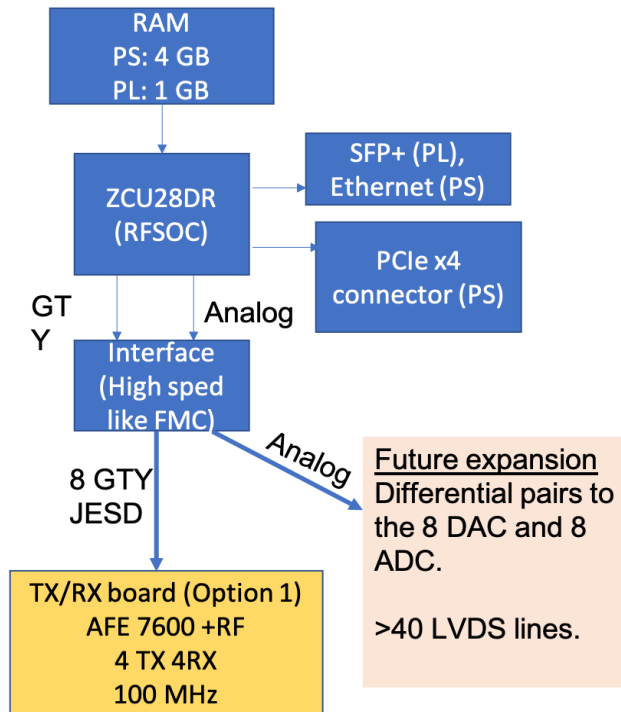 RAM
PS: 4 GB
PL: 1 GB
ZCU28DR
(RFSOC)
SFP+ (PL),
Ethernet (PS)
PCIe x4
connector (PS)
GT
Y
Analog
Interface
(High sped
like FMC)
8 GTY
JESD
Analog
Future expansion
Differential pairs to
the 8 DAC and 8
ADC.
>40 LVDS lines.
TX/RX board (Option 1)
AFE 7600 +RF
4 TX 4RX
100 MHz